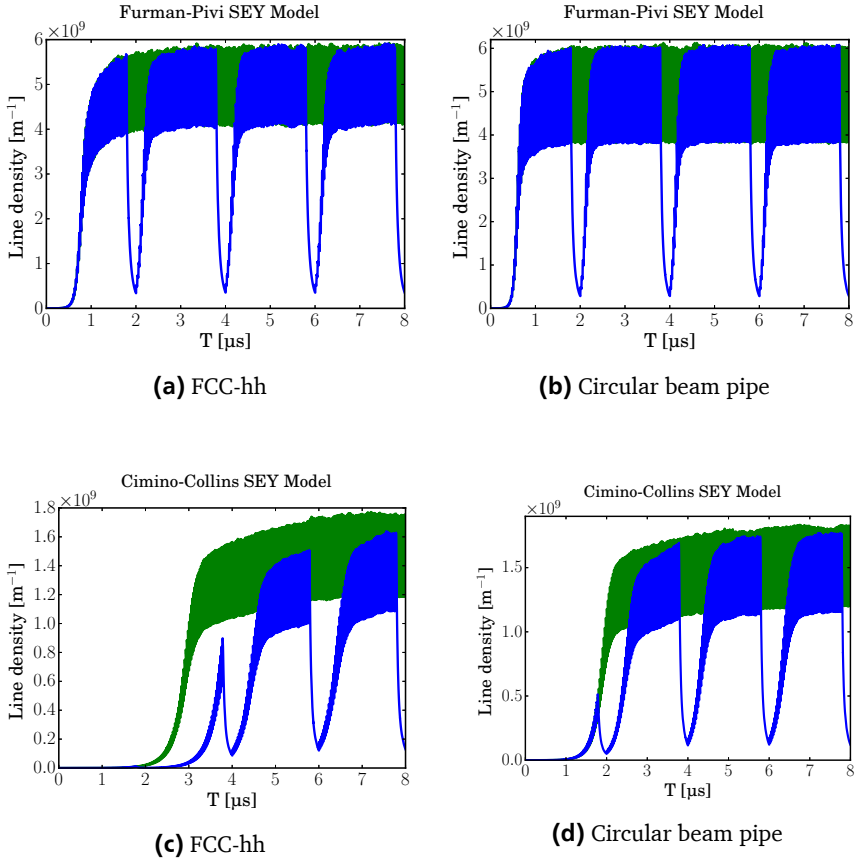 Furman-Pivi SEY Model
×10⁹
6
5
4
3
2
1
0
Line density [m⁻¹]
0 1 2 3 4 5 6 7 8
T [μs]
(a) FCC-hh
Furman-Pivi SEY Model
×10⁹
6
5
4
3
2
1
0
Line density [m⁻¹]
0 1 2 3 4 5 6 7 8
T [μs]
(b) Circular beam pipe
Cimino-Collins SEY Model
×10⁹
1.8
1.6
1.4
1.2
1.0
0.8
0.6
0.4
0.2
0.0
Line density [m⁻¹]
0 1 2 3 4 5 6 7 8
T [μs]
(c) FCC-hh
Cimino-Collins SEY Model
×10⁹
1.5
1.0
0.5
0.0
Line density [m⁻¹]
0 1 2 3 4 5 6 7 8
T [μs]
(d) Circular beam pipe